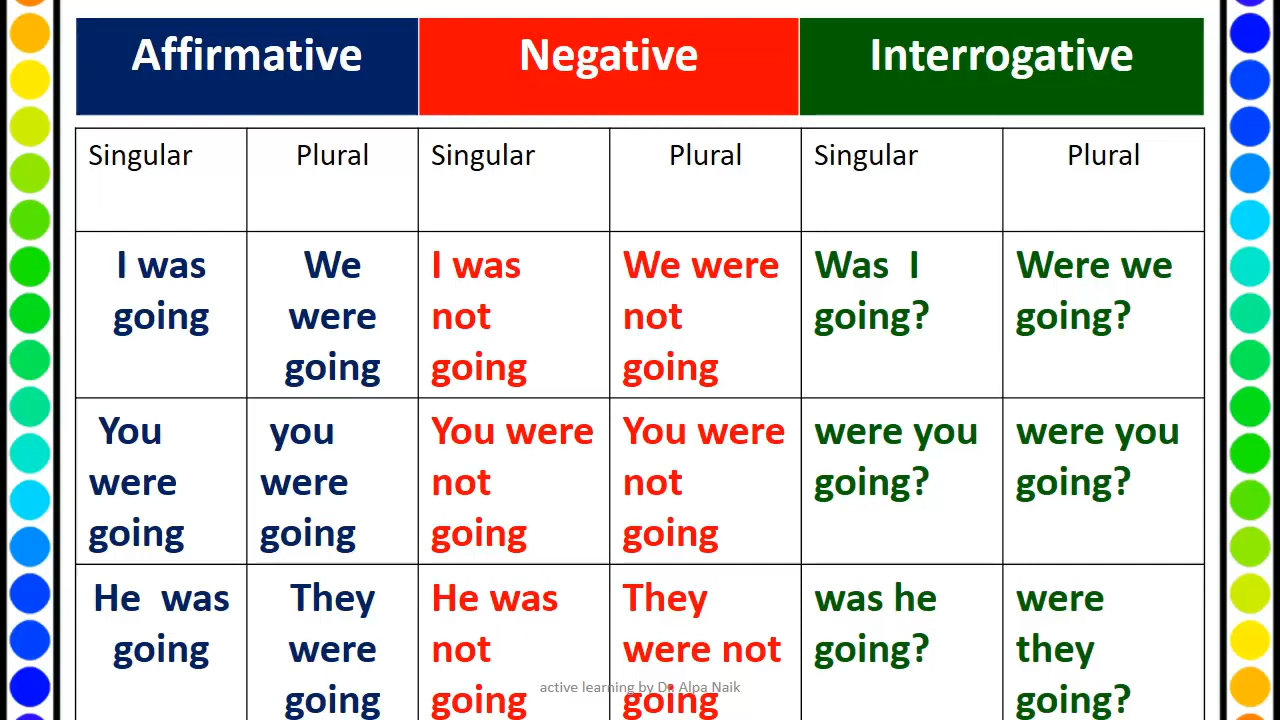 Affirmative Negative Interrogative
Singular Plural Singular Plural Singular Plural
I was
going
We
were
going
I was
not
going
We were
not
going
Was I
going?
Were we
going?
You
were
going
you
were
going
You were
not
going
You were
not
going
were you
going?
were you
going?
He was
going
They
were
going
He was
not
going
They
were not
going
was he
going?
were
they
going?
active learning by Dr Alpa Naik